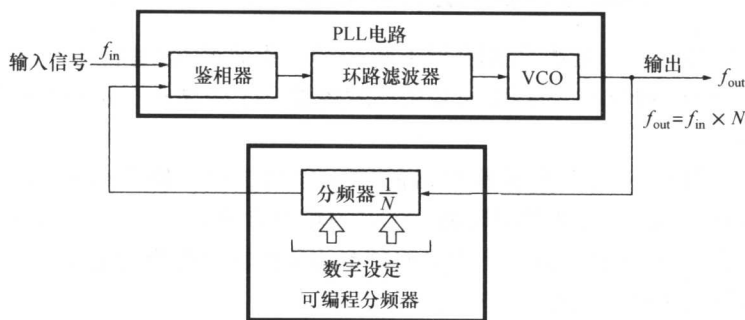 PLL电路
输入信号 f_in
鉴相器
环路滤波器
VCO
输出
f_out
f_out = f_in × N
分频器 1/N
数字设定
可编程分频器